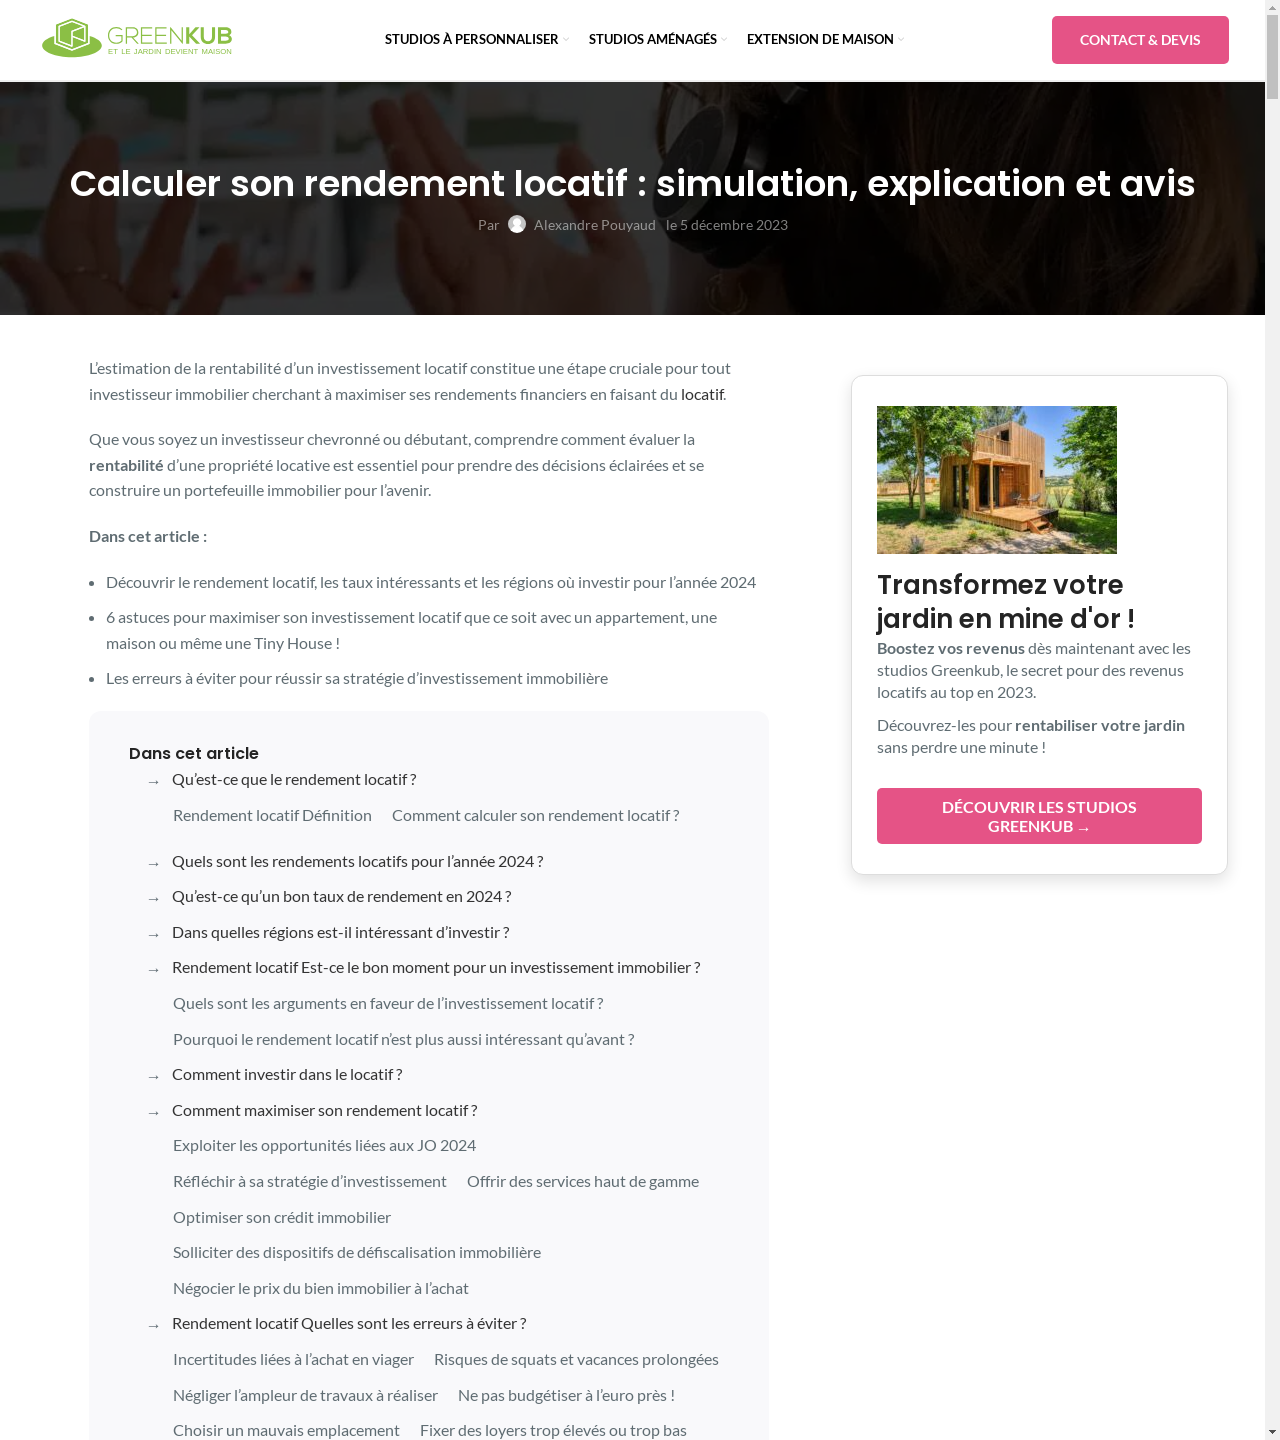 GREENKUB
ET LE JARDIN DEVIENT MAISON
STUDIOS À PERSONNALISER
STUDIOS AMÉNAGÉS
EXTENSION DE MAISON
CONTACT & DEVIS
Calculer son rendement locatif : simulation, explication et avis
Par Alexandre Pouyaud le 5 décembre 2023
L’estimation de la rentabilité d’un investissement locatif constitue une étape cruciale pour tout
investisseur immobilier cherchant à maximiser ses rendements financiers en faisant du locatif.
Que vous soyez un investisseur chevronné ou débutant, comprendre comment évaluer la
rentabilité d’une propriété locative est essentiel pour prendre des décisions éclairées et se
construire un portefeuille immobilier pour l’avenir.
Dans cet article :
• Découvrir le rendement locatif, les taux intéressants et les régions où investir pour l’année 2024
• 6 astuces pour maximiser son investissement locatif que ce soit avec un appartement, une
maison ou même une Tiny House !
• Les erreurs à éviter pour réussir sa stratégie d’investissement immobilière
Dans cet article
→ Qu’est-ce que le rendement locatif ?
Rendement locatif Définition Comment calculer son rendement locatif ?
→ Quels sont les rendements locatifs pour l’année 2024 ?
→ Qu’est-ce qu’un bon taux de rendement en 2024 ?
→ Dans quelles régions est-il intéressant d’investir ?
→ Rendement locatif Est-ce le bon moment pour un investissement immobilier ?
Quels sont les arguments en faveur de l’investissement locatif ?
Pourquoi le rendement locatif n’est plus aussi intéressant qu’avant ?
→ Comment investir dans le locatif ?
→ Comment maximiser son rendement locatif ?
Exploiter les opportunités liées aux JO 2024
Réfléchir à sa stratégie d’investissement Offrir des services haut de gamme
Optimiser son crédit immobilier
Solliciter des dispositifs de défiscalisation immobilière
Négocier le prix du bien immobilier à l’achat
→ Rendement locatif Quelles sont les erreurs à éviter ?
Incertitudes liées à l’achat en viager Risques de squats et vacances prolongées
Négliger l’ampleur de travaux à réaliser Ne pas budgétiser à l’euro près !
Choisir un mauvais emplacement Fixer des loyers trop élevés ou trop bas
Transformez votre
jardin en mine d'or !
Boostez vos revenus dès maintenant avec les
studios Greenkub, le secret pour des revenus
locatifs au top en 2023.
Découvrez-les pour rentabiliser votre jardin
sans perdre une minute !
DÉCOUVRIR LES STUDIOS
GREENKUB →